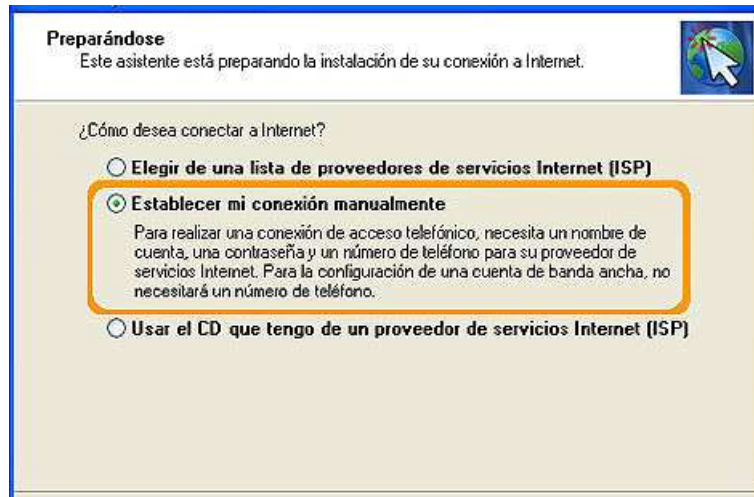 Preparándose
Este asistente está preparando la instalación de su conexión a Internet.
¿Cómo desea conectar a Internet?
Elegir de una lista de proveedores de servicios Internet (ISP)
Establecer mi conexión manualmente
Para realizar una conexión de acceso telefónico, necesita un nombre de
cuenta, una contraseña y un número de teléfono para su proveedor de
servicios Internet. Para la configuración de una cuenta de banda ancha, no
necesitará un número de teléfono.
Usar el CD que tengo de un proveedor de servicios Internet (ISP)